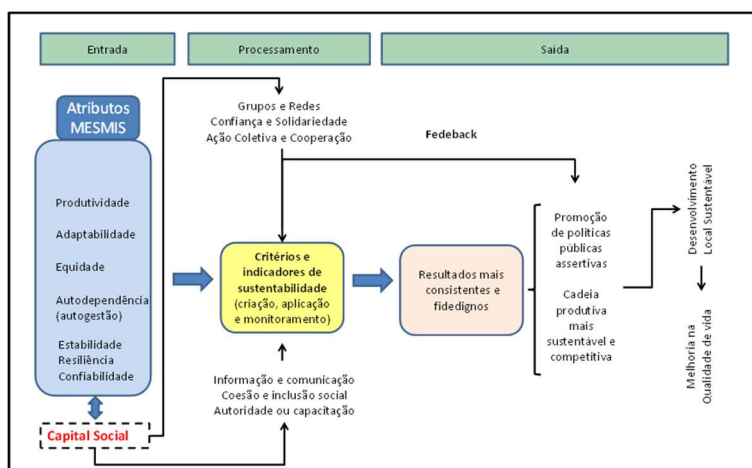 Entrada
Processamento
Saída
Atributos
MESMIS
Produtividade
Adaptabilidade
Equidade
Autodependência
(autogestão)
Estabilidade
Resiliência
Confiabilidade
Capital Social
Grupos e Redes
Confiança e Solidariedade
Ação Coletiva e Cooperação
Critérios e
indicadores de
sustentabilidade
(criação, aplicação
e monitoramento)
Informação e comunicação
Coesão e inclusão social
Autoridade ou capacitação
Fedeback
Resultados mais
consistentes e
fidedignos
Promoção
de políticas
públicas
assertivas
Cadeia
produtiva
mais
sustentável e
competitiva
Desenvolvimento
Local Sustentável
Melhoria na
Qualidade de vida